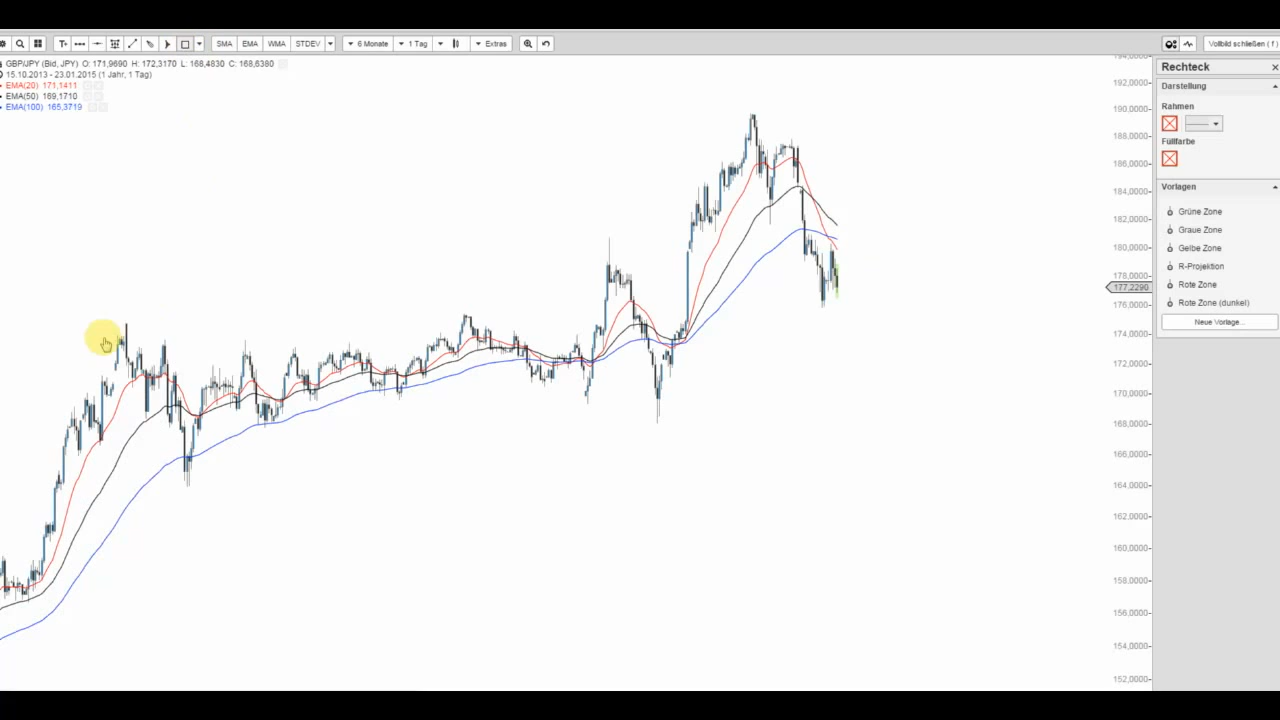 SMA EMA WMA STDEV 6 Monate 1 Tag Extras Vollbild schließen ( f )
GBP/JPY (Bid, JPY) O: 171,9690 H: 172,3170 L: 168,4830 C: 168,6380
15.10.2013 - 23.01.2015 (1 Jahr, 1 Tag)
EMA(20) 171,1411
EMA(50) 169,1710
EMA(100) 165,3719
194,0000
192,0000
190,0000
188,0000
186,0000
184,0000
182,0000
180,0000
178,0000
177,2290
176,0000
174,0000
172,0000
170,0000
168,0000
166,0000
164,0000
162,0000
160,0000
158,0000
156,0000
154,0000
152,0000
Rechteck
Darstellung
Rahmen
Füllfarbe
Vorlagen
Grüne Zone
Graue Zone
Gelbe Zone
R-Projektion
Rote Zone
Rote Zone (dunkel)
Neue Vorlage...